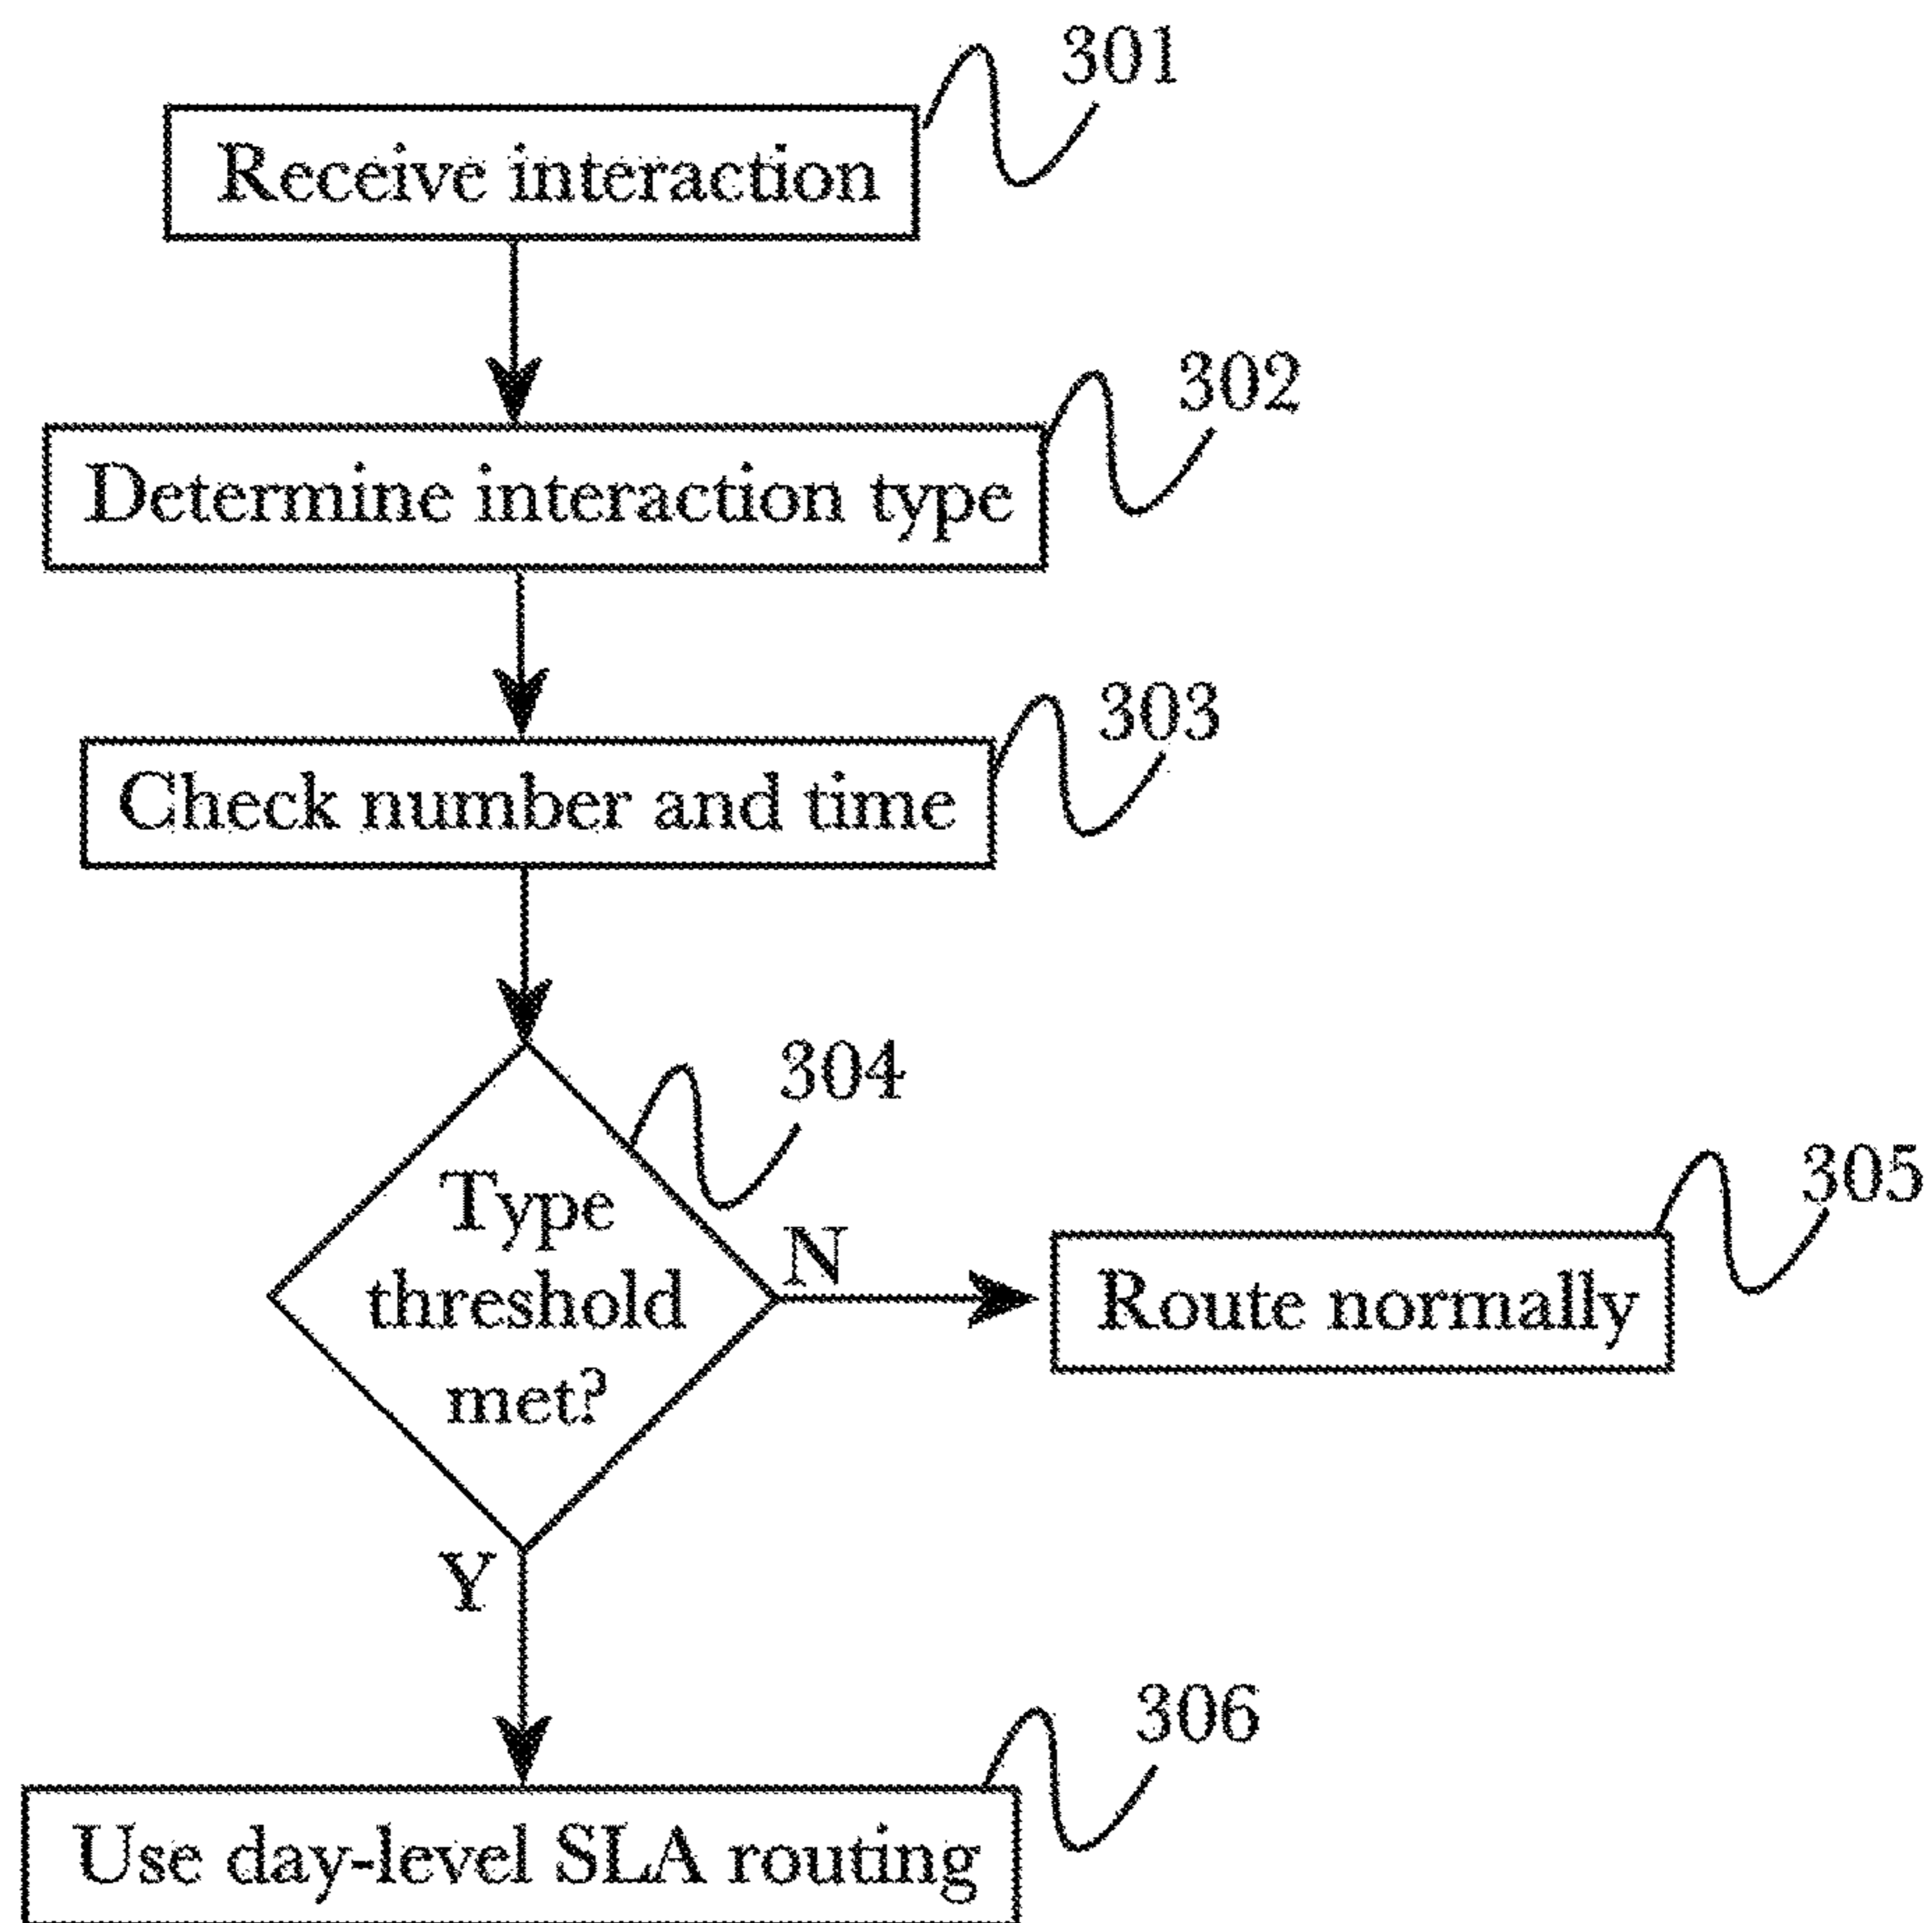 301
Receive interaction
302
Determine interaction type
303
Check number and time
304
Type
threshold
met?
N
305
Route normally
Y
306
Use day-level SLA routing